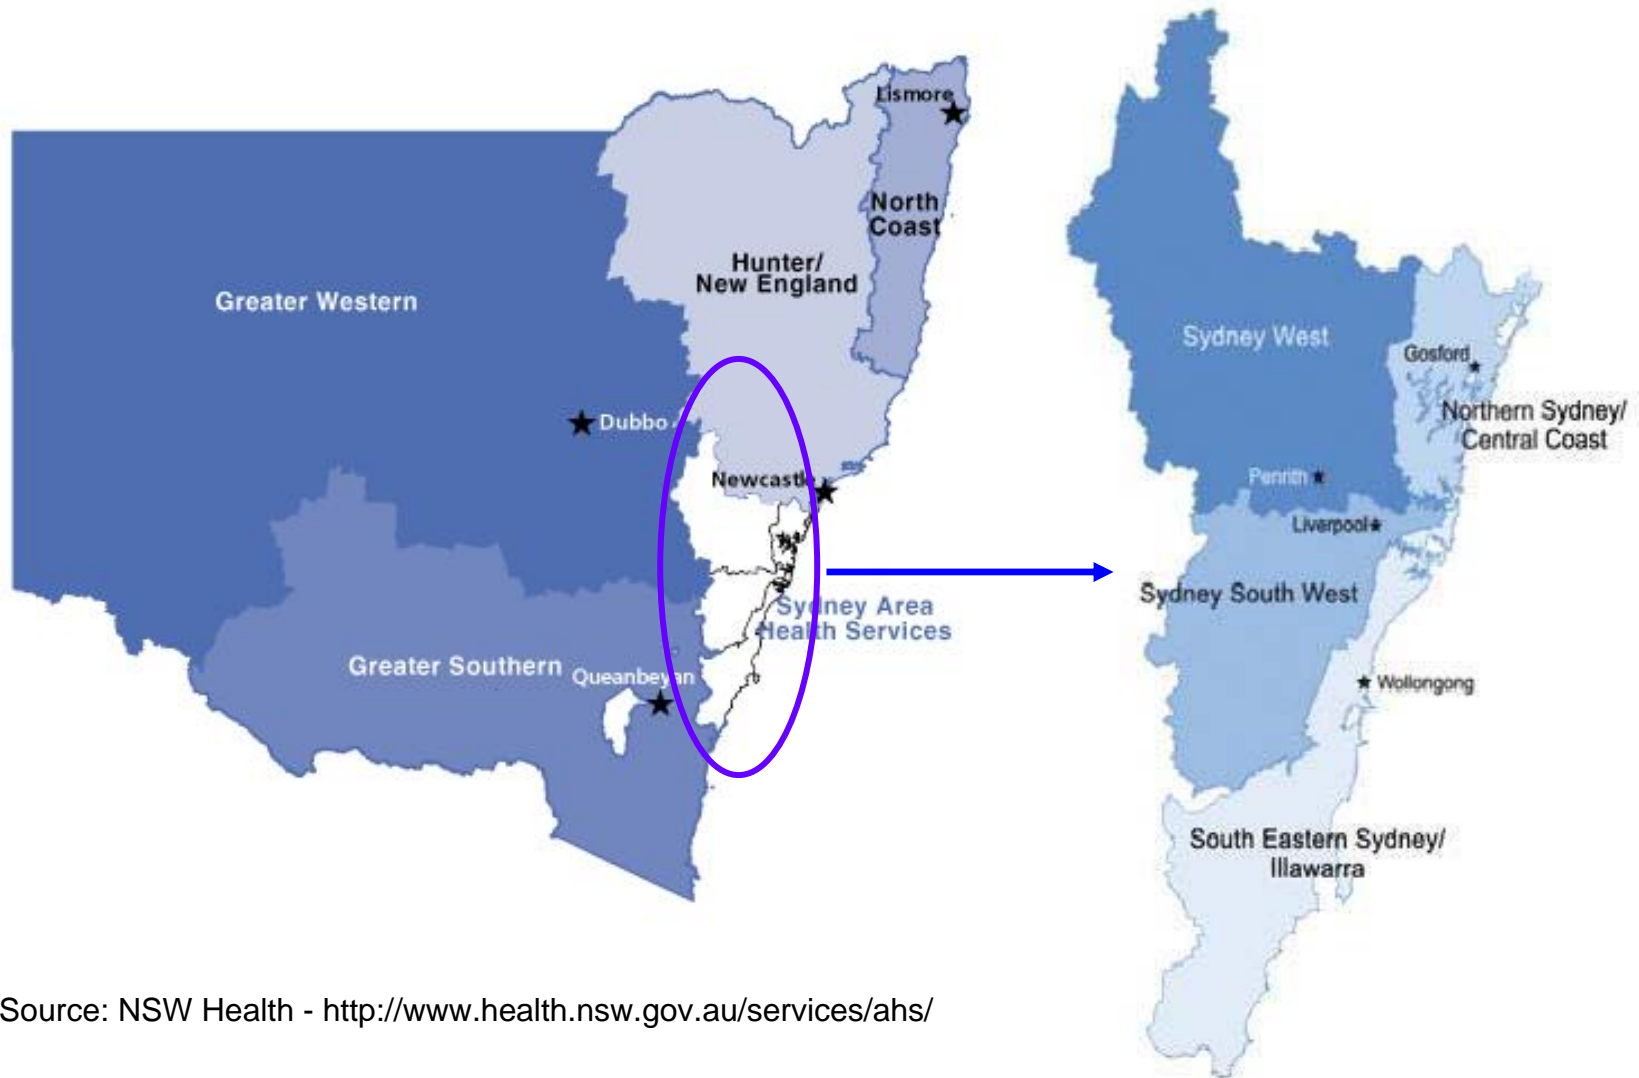 Lismore
North
Coast
Hunter/
New England
Greater Western
Dubbo
Newcastle
Sydney Area
Health Services
Greater Southern
Queanbeyan
Sydney West
Gosford
Northern Sydney/
Central Coast
Penrith
Liverpool
Sydney South West
Wollongong
South Eastern Sydney/
Illawarra
Source: NSW Health - http://www.health.nsw.gov.au/services/ahs/